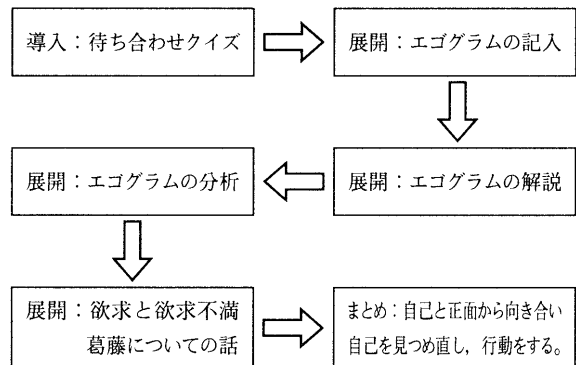 導入：待ち合わせクイズ
展開：エゴグラムの記入
展開：エゴグラムの解説
展開：エゴグラムの分析
展開：欲求と欲求不満
葛藤についての話
まとめ：自己と正面から向き合い
自己を見つめ直し，行動をする。